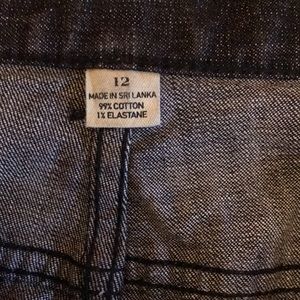 12
MADE IN SRI LANKA
99% COTTON
1% ELASTANE